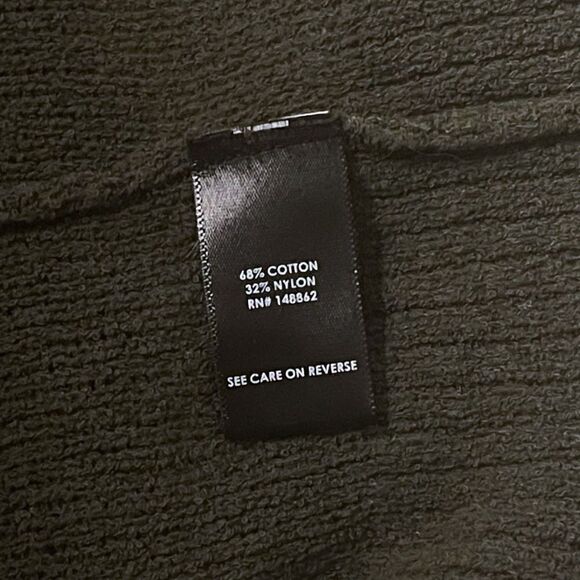 68% COTTON
32% NYLON
RN# 148862
SEE CARE ON REVERSE